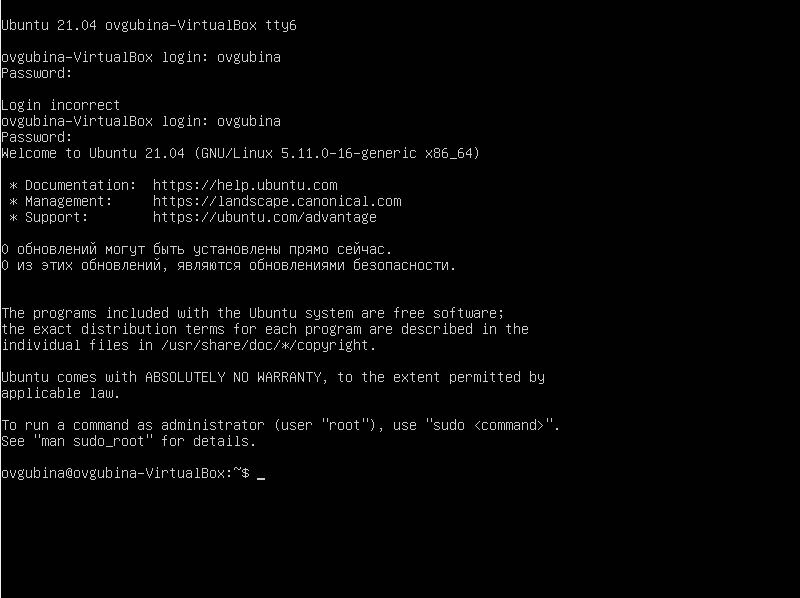 Ubuntu 21.04 ovgubina-VirtualBox tty6
ovgubina-VirtualBox login: ovgubina
Password:
Login incorrect
ovgubina-VirtualBox login: ovgubina
Password:
Welcome to Ubuntu 21.04 (GNU/Linux 5.11.0-16-generic x86_64)
* Documentation:  https://help.ubuntu.com
* Management:     https://landscape.canonical.com
* Support:        https://ubuntu.com/advantage
0 обновлений могут быть установлены прямо сейчас.
0 из этих обновлений, являются обновлениями безопасности.
The programs included with the Ubuntu system are free software;
the exact distribution terms for each program are described in the
individual files in /usr/share/doc/*/copyright.
Ubuntu comes with ABSOLUTELY NO WARRANTY, to the extent permitted by
applicable law.
To run a command as administrator (user "root"), use "sudo <command>".
See "man sudo_root" for details.
ovgubina@ovgubina-VirtualBox:~$ _